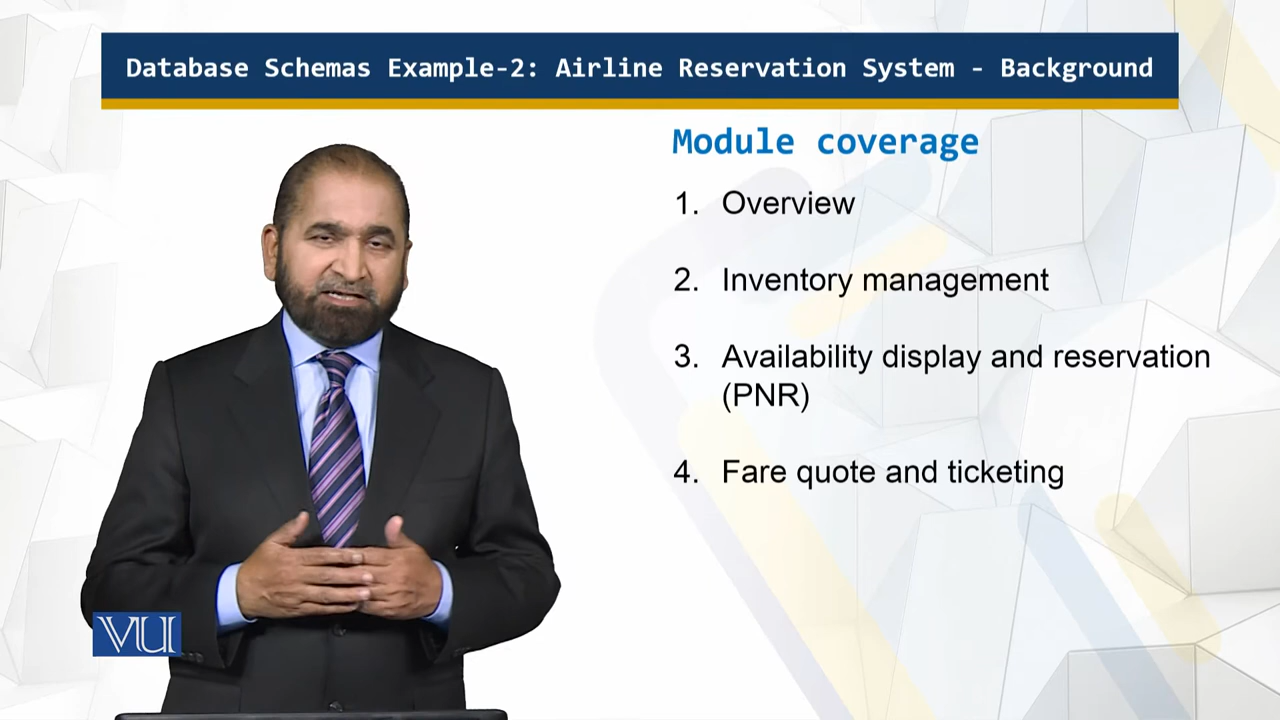 Database Schemas Example-2: Airline Reservation System - Background
Module coverage
1. Overview
2. Inventory management
3. Availability display and reservation
(PNR)
4. Fare quote and ticketing
VU